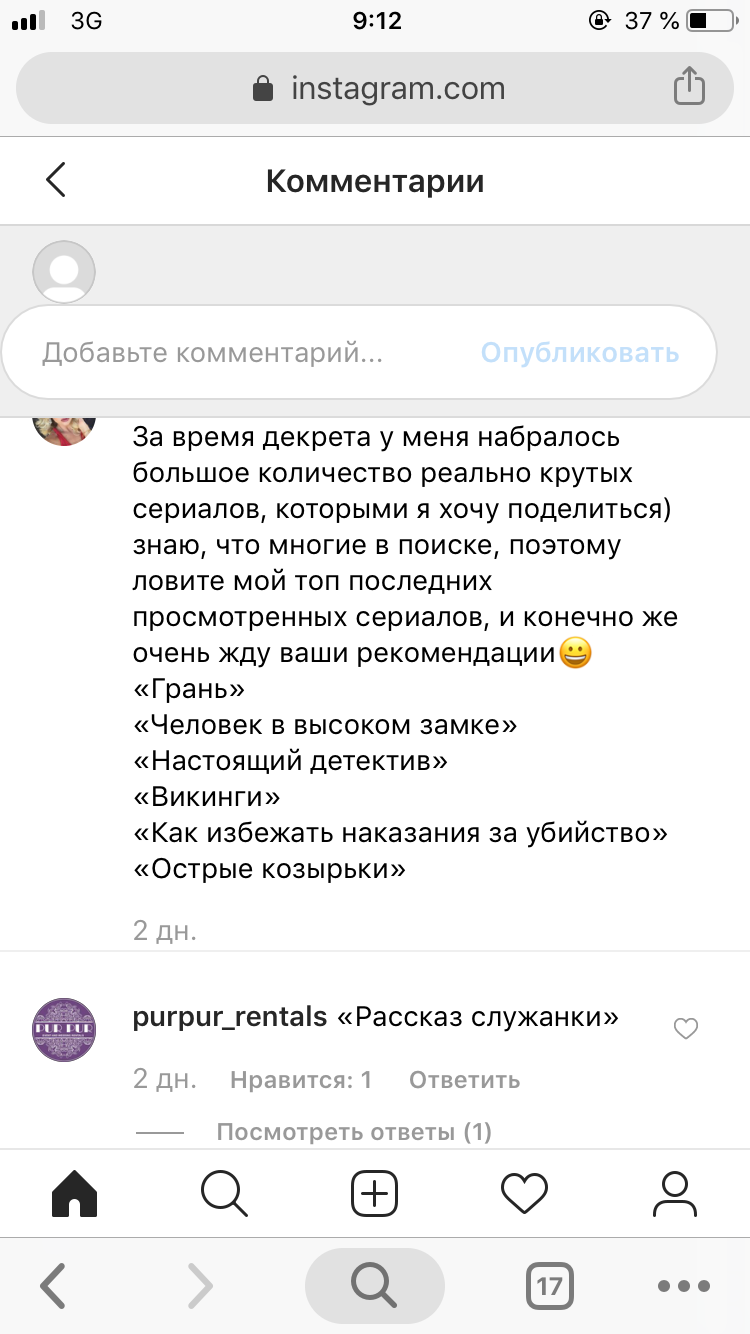 3G 9:12 37 %
instagram.com
Комментарии
Добавьте комментарий... Опубликовать
За время декрета у меня набралось
большое количество реально крутых
сериалов, которыми я хочу поделиться)
знаю, что многие в поиске, поэтому
ловите мой топ последних
просмотренных сериалов, и конечно же
очень жду ваши рекомендации😀
«Грань»
«Человек в высоком замке»
«Настоящий детектив»
«Викинги»
«Как избежать наказания за убийство»
«Острые козырьки»
2 дн.
PUR PUR
purpur_rentals «Рассказ служанки»
2 дн. Нравится: 1 Ответить
Посмотреть ответы (1)
17